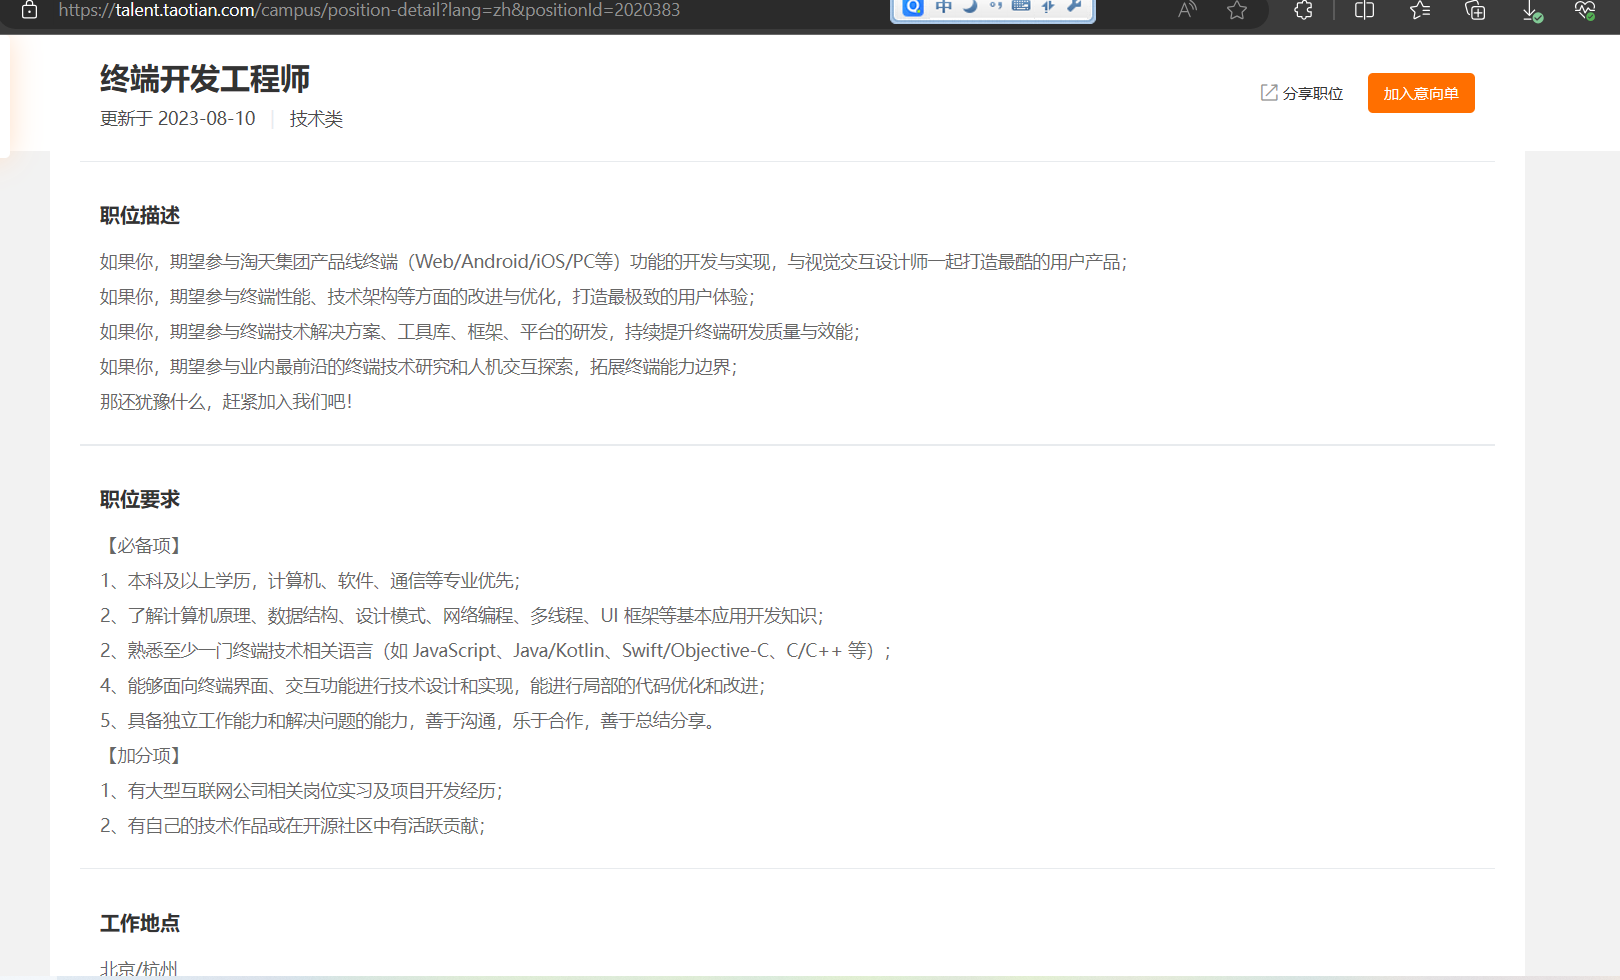 https://talent.taotian.com/campus/position-detail?lang=zh&positionId=2020383
中
终端开发工程师
分享职位
加入意向单
更新于 2023-08-10
技术类
职位描述
如果你，期望参与淘天集团产品线终端（Web/Android/iOS/PC等）功能的开发与实现，与视觉交互设计师一起打造最酷的用户产品；
如果你，期望参与终端性能、技术架构等方面的改进与优化，打造最极致的用户体验；
如果你，期望参与终端技术解决方案、工具库、框架、平台的研发，持续提升终端研发质量与效能；
如果你，期望参与业内最前沿的终端技术研究和人机交互探索，拓展终端能力边界；
那还犹豫什么，赶紧加入我们吧！
职位要求
【必备项】
1、本科及以上学历，计算机、软件、通信等专业优先；
2、了解计算机原理、数据结构、设计模式、网络编程、多线程、UI 框架等基本应用开发知识；
2、熟悉至少一门终端技术相关语言（如 JavaScript、Java/Kotlin、Swift/Objective-C、C/C++ 等）；
4、能够面向终端界面、交互功能进行技术设计和实现，能进行局部的代码优化和改进；
5、具备独立工作能力和解决问题的能力，善于沟通，乐于合作，善于总结分享。
【加分项】
1、有大型互联网公司相关岗位实习及项目开发经历；
2、有自己的技术作品或在开源社区中有活跃贡献；
工作地点
北京/杭州